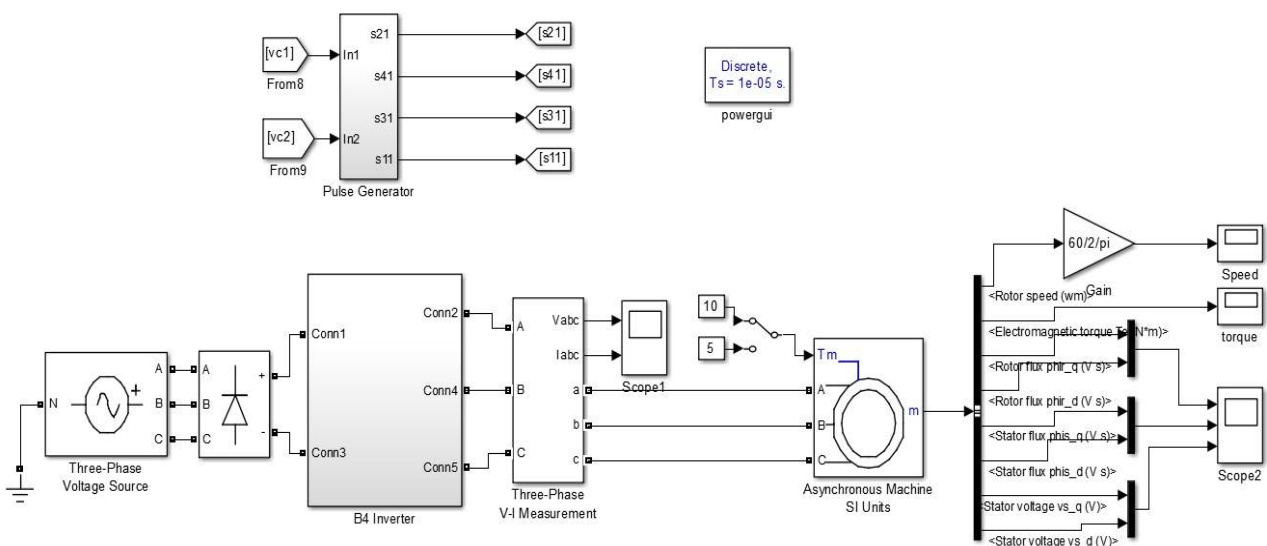 [vc1]
From8
In1
s21
[s21]
s41
[s41]
[vc2]
From9
In2
s31
[s31]
s11
[s11]
Pulse Generator
Discrete,
Ts = 1e-05 s.
powergui
60/2/pi
Gain
Speed
torque
<Rotor speed (wm)>
<Electromagnetic torque Te (N*m)>
<Rotor flux phir_q (V s)>
<Rotor flux phir_d (V s)>
<Stator flux phis_q (V s)>
<Stator flux phis_d (V s)>
<Stator voltage vs_q (V)>
<Stator voltage vs_d (V)>
Scope2
N
+
A
B
C
Three-Phase
Voltage Source
A
B
C
+
-
Conn1
Conn3
Conn2
Conn4
Conn5
B4 Inverter
A
B
C
Vabc
Iabc
a
b
c
Three-Phase
V-I Measurement
Scope1
10
5
Tm
A
B
C
m
Asynchronous Machine
SI Units